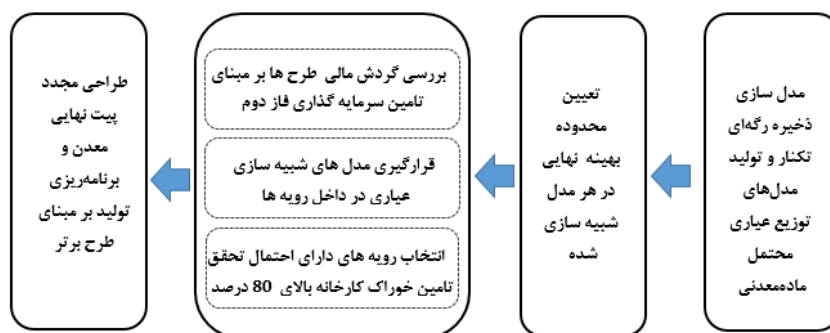 مدل سازی
ذخیره رگه‌ای
تکنار و تولید
مدل‌های
توزیع عیاری
محتمل
ماده‌معدنی
تعیین
محدوده
بهینه نهایی
در هر مدل
شبیه سازی
شده
بررسی گردش مالی طرح ها بر مبنای
تامین سرمایه گذاری فاز دوم
قرارگیری مدل های شبیه سازی
عیاری در داخل رویه ها
انتخاب رویه های دارای احتمال تحقق
تامین خوراک کارخانه بالای 80 درصد
طراحی مجدد
پیت نهایی
معدن و
برنامه‌ریزی
تولید بر مبنای
طرح برتر